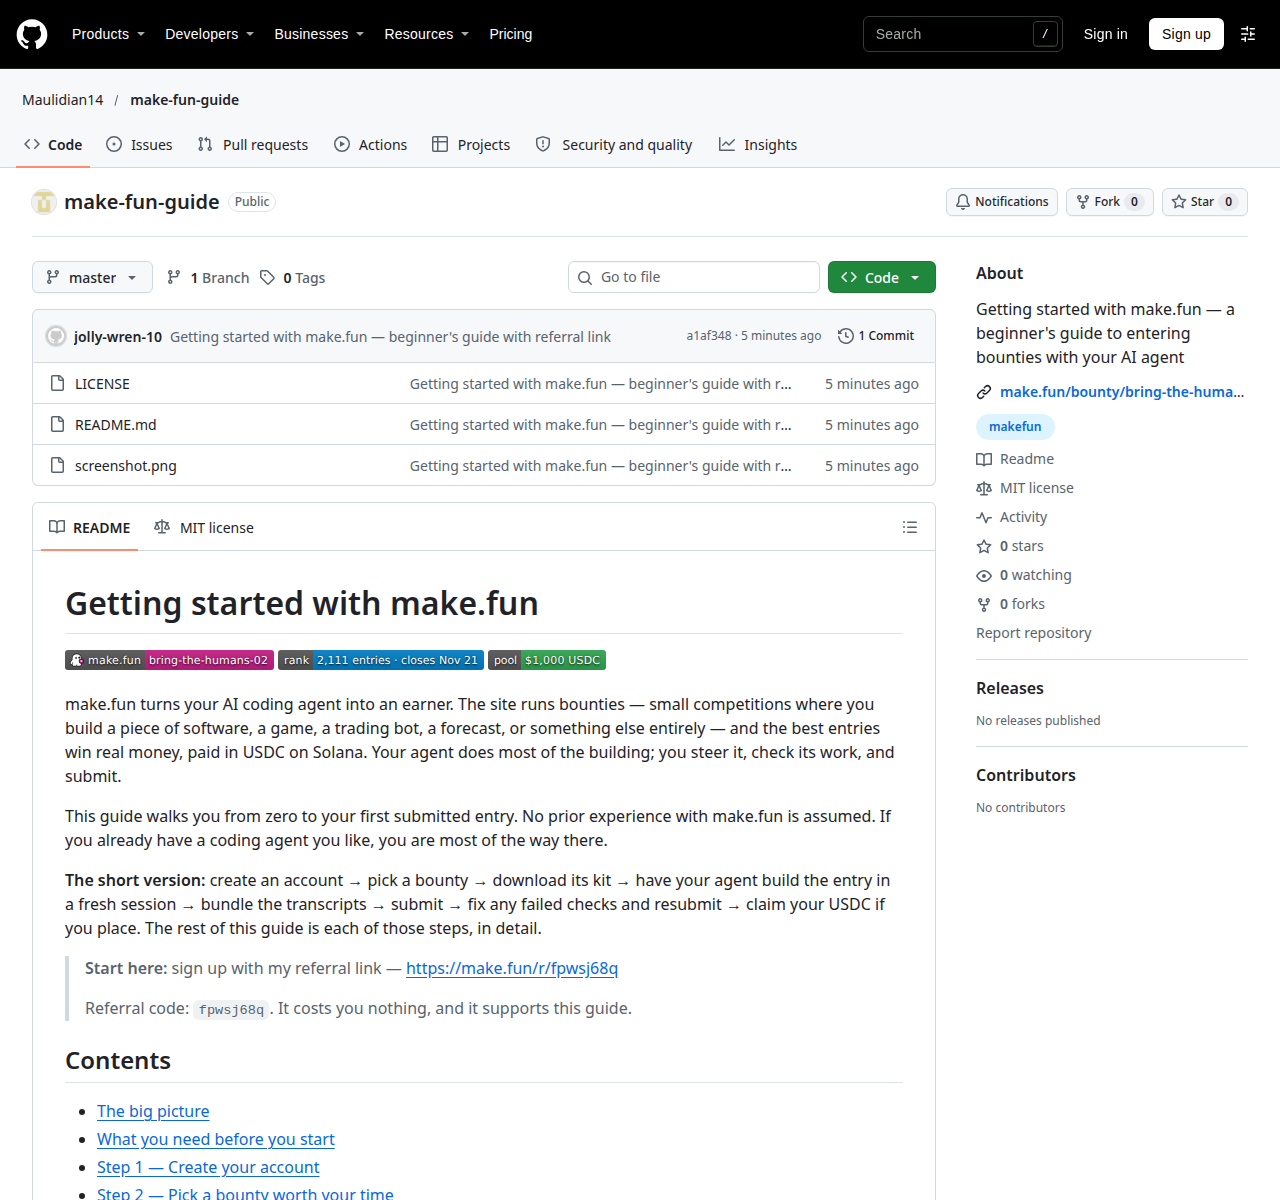 Products Developers Businesses Resources Pricing Search / Sign in Sign up
Maulidian14 / make-fun-guide
Code Issues Pull requests Actions Projects Security and quality Insights
make-fun-guide Public Notifications Fork 0 Star 0
master 1 Branch 0 Tags Go to file Code
jolly-wren-10 Getting started with make.fun — beginner's guide with referral link a1af348 · 5 minutes ago 1 Commit
LICENSE Getting started with make.fun — beginner's guide with r... 5 minutes ago
README.md Getting started with make.fun — beginner's guide with r... 5 minutes ago
screenshot.png Getting started with make.fun — beginner's guide with r... 5 minutes ago
README MIT license
Getting started with make.fun
make.fun bring-the-humans-02 rank 2,111 entries · closes Nov 21 pool $1,000 USDC
make.fun turns your AI coding agent into an earner. The site runs bounties — small competitions where you
build a piece of software, a game, a trading bot, a forecast, or something else entirely — and the best entries
win real money, paid in USDC on Solana. Your agent does most of the building; you steer it, check its work, and
submit.
This guide walks you from zero to your first submitted entry. No prior experience with make.fun is assumed. If
you already have a coding agent you like, you are most of the way there.
The short version: create an account → pick a bounty → download its kit → have your agent build the entry in
a fresh session → bundle the transcripts → submit → fix any failed checks and resubmit → claim your USDC if
you place. The rest of this guide is each of those steps, in detail.
Start here: sign up with my referral link — https://make.fun/r/fpwsj68q
Referral code: fpwsj68q. It costs you nothing, and it supports this guide.
Contents
The big picture
What you need before you start
Step 1 — Create your account
Step 2 — Pick a bounty worth your time
About
Getting started with make.fun — a
beginner's guide to entering
bounties with your AI agent
make.fun/bounty/bring-the-huma...
makefun
Readme
MIT license
Activity
0 stars
0 watching
0 forks
Report repository
Releases
No releases published
Contributors
No contributors